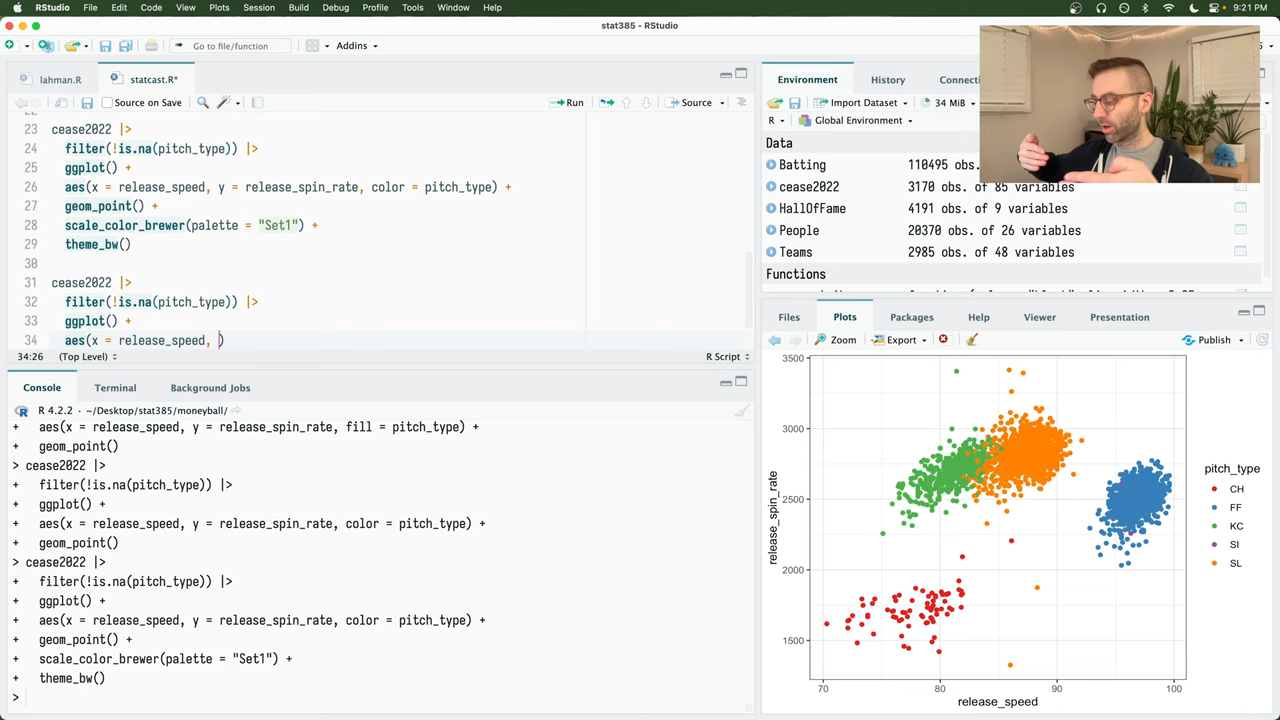 RStudio File Edit Code View Plots Session Build Debug Profile Tools Window Help 9:21 PM
stat385 - RStudio
Go to file/function Addins
lahman.R statcast.R*
Source on Save Run Source
23 cease2022 |>
24 filter(!is.na(pitch_type)) |>
25 ggplot() +
26 aes(x = release_speed, y = release_spin_rate, color = pitch_type) +
27 geom_point() +
28 scale_color_brewer(palette = "Set1") +
29 theme_bw()
30
31 cease2022 |>
32 filter(!is.na(pitch_type)) |>
33 ggplot() +
34 aes(x = release_speed, )
34:26 (Top Level) R Script
Console Terminal Background Jobs
R 4.2.2 · ~/Desktop/stat385/moneyball/
+ aes(x = release_speed, y = release_spin_rate, fill = pitch_type) +
+ geom_point()
> cease2022 |>
+ filter(!is.na(pitch_type)) |>
+ ggplot() +
+ aes(x = release_speed, y = release_spin_rate, color = pitch_type) +
+ geom_point()
> cease2022 |>
+ filter(!is.na(pitch_type)) |>
+ ggplot() +
+ aes(x = release_speed, y = release_spin_rate, color = pitch_type) +
+ geom_point() +
+ scale_color_brewer(palette = "Set1") +
+ theme_bw()
>
Environment History
Import Dataset 34 MiB
R Global Environment
Data
Batting 110495 obs.
cease2022 3170 obs. of 85 variables
HallOfFame 4191 obs. of 9 variables
People 20370 obs. of 26 variables
Teams 2985 obs. of 48 variables
Functions
Files Plots Packages Help Viewer Presentation
Zoom Export Publish
3500
3000
2500
2000
1500
release_spin_rate
70 80 90 100
release_speed
pitch_type
CH
FF
KC
SI
SL